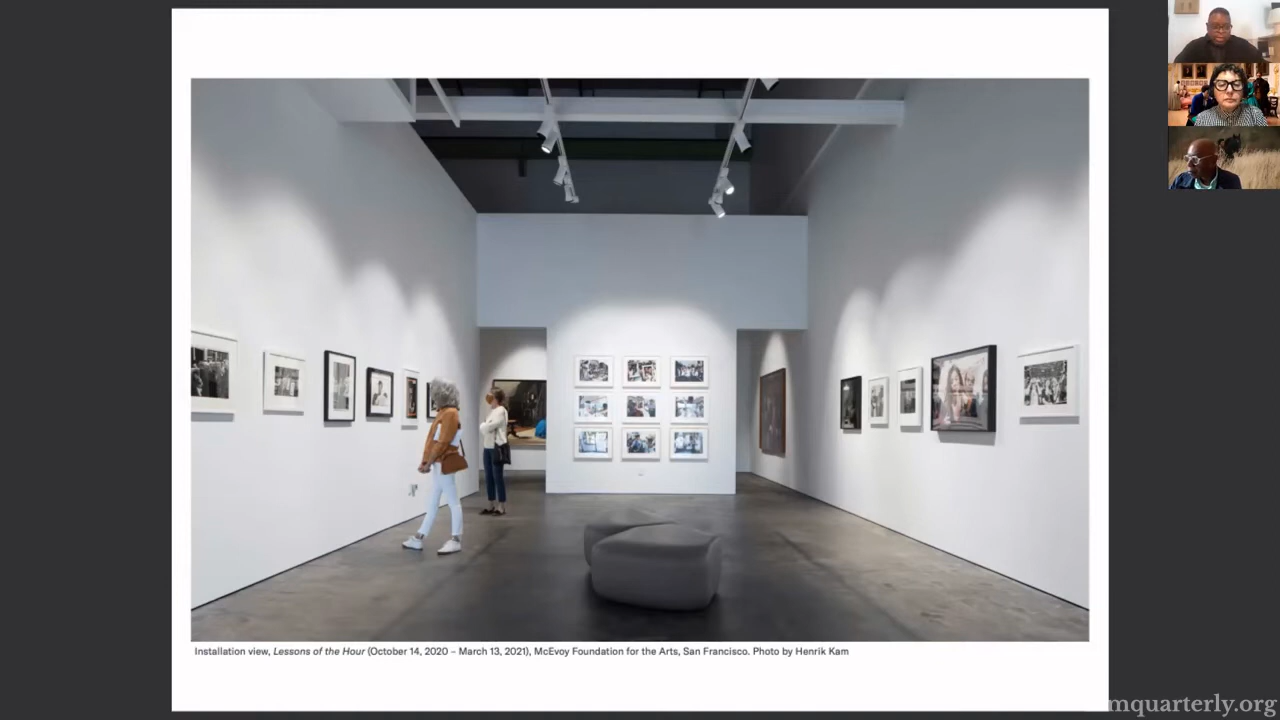 Installation view, Lessons of the Hour (October 14, 2020 – March 13, 2021), McEvoy Foundation for the Arts, San Francisco. Photo by Henrik Kam
mquarterly.org